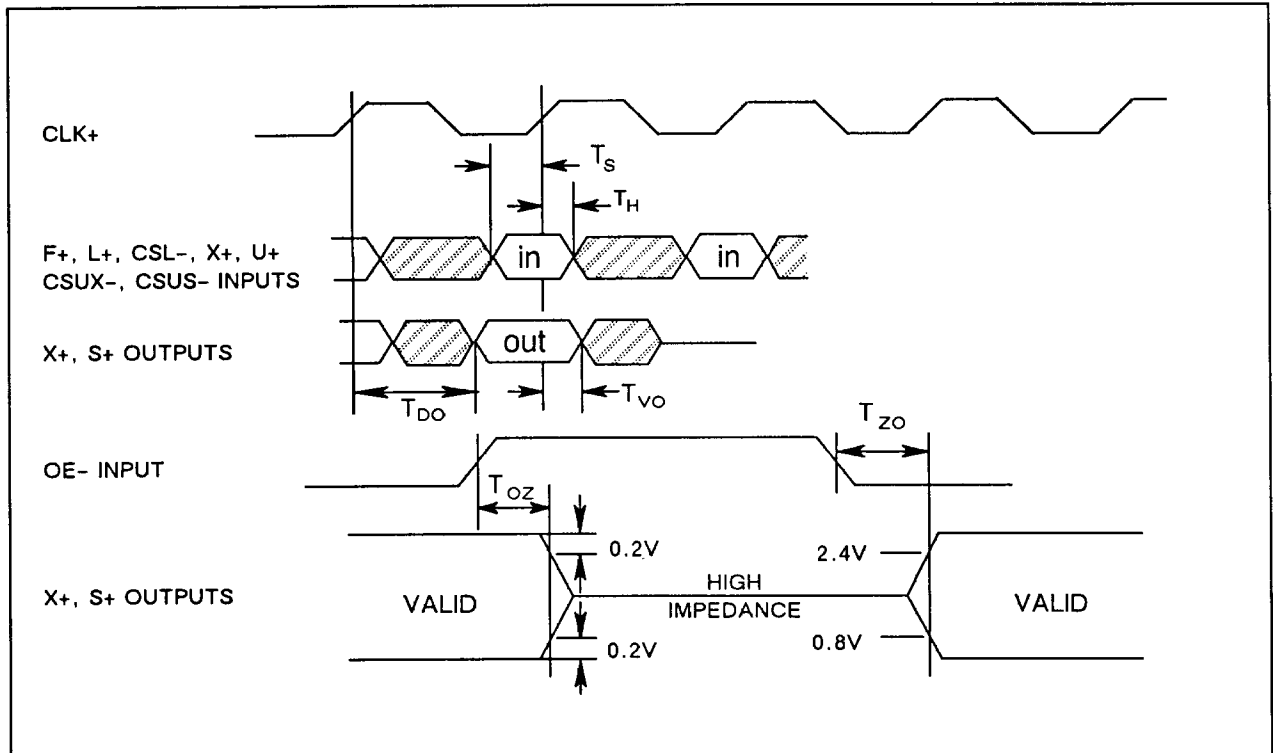 CLK+
T_S
T_H
F+, L+, CSL-, X+, U+
CSUX-, CSUS- INPUTS
in
in
X+, S+ OUTPUTS
out
T_DO
T_VO
T_ZO
OE- INPUT
T_OZ
0.2V
2.4V
X+, S+ OUTPUTS
VALID
HIGH
IMPEDANCE
VALID
0.2V
0.8V